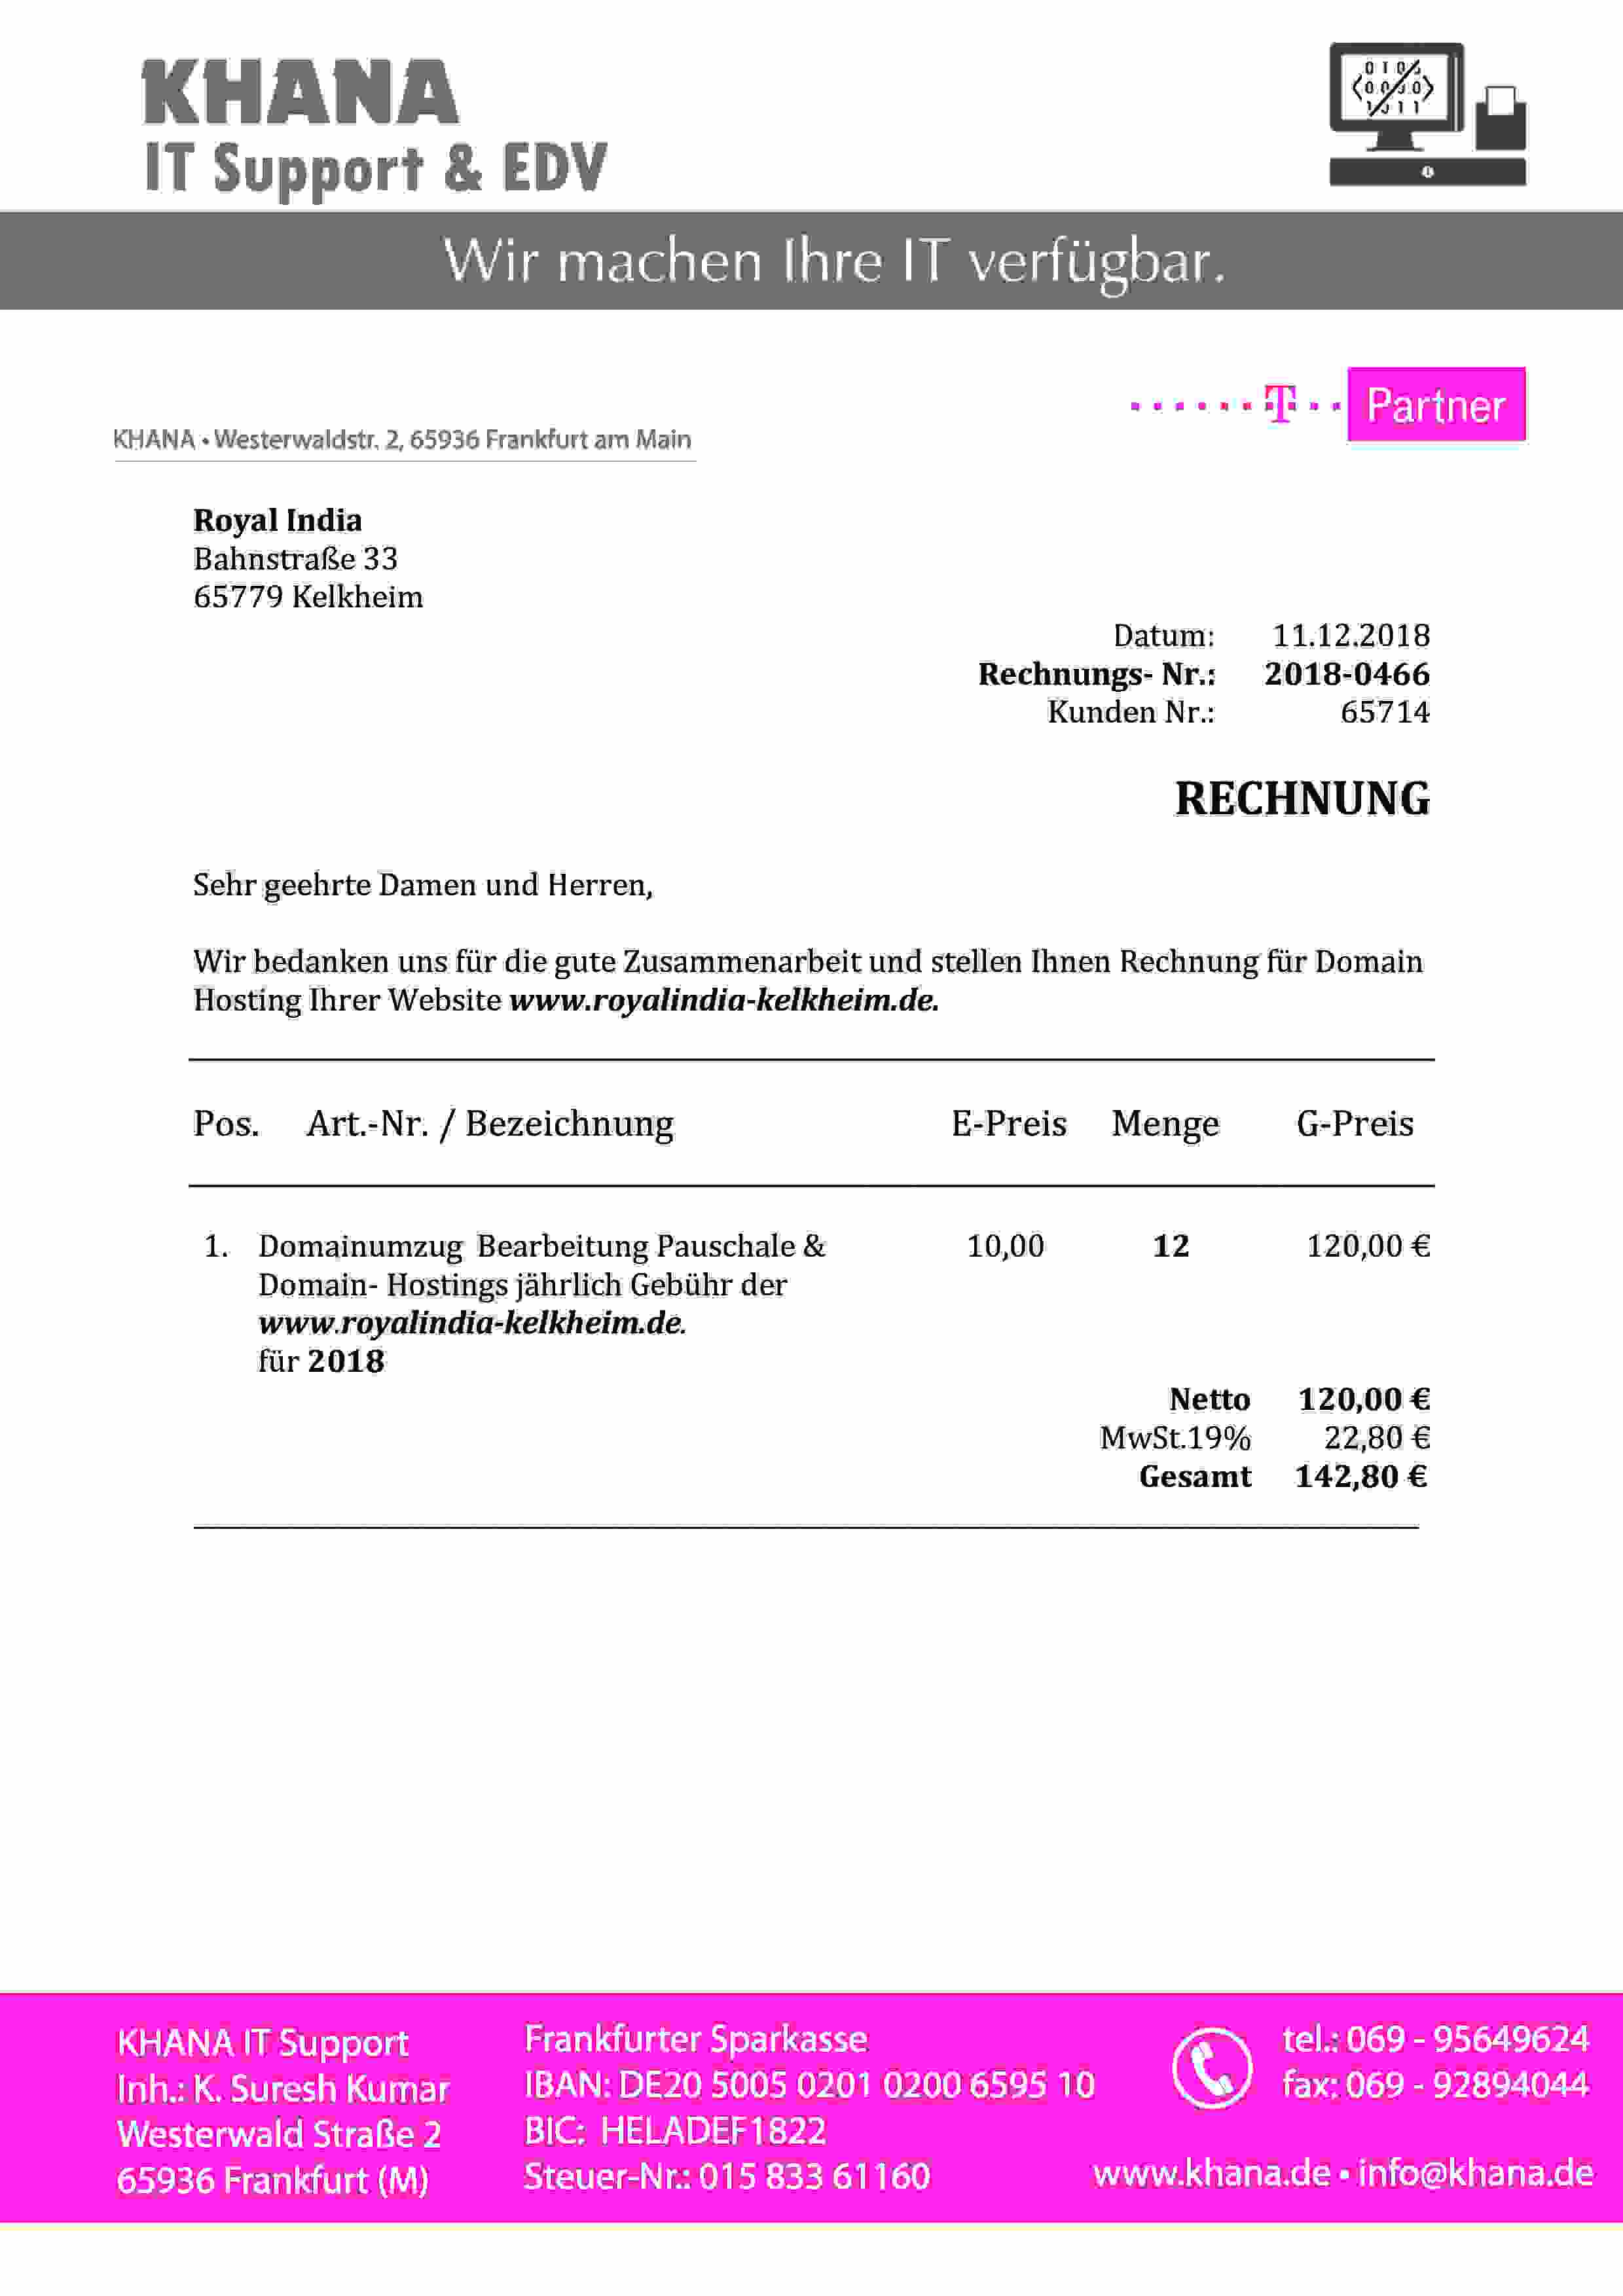 KHANA
IT Support & EDV
Wir machen Ihre IT verfügbar.
T Partner
KHANA • Westerwaldstr. 2, 65936 Frankfurt am Main
Royal India
Bahnstraße 33
65779 Kelkheim
Datum: 11.12.2018
Rechnungs- Nr.: 2018-0466
Kunden Nr.: 65714
RECHNUNG
Sehr geehrte Damen und Herren,
Wir bedanken uns für die gute Zusammenarbeit und stellen Ihnen Rechnung für Domain
Hosting Ihrer Website www.royalindia-kelkheim.de.
Pos. Art.-Nr. / Bezeichnung E-Preis Menge G-Preis
1. Domainumzug Bearbeitung Pauschale & 10,00 12 120,00 €
Domain- Hostings jährlich Gebühr der
www.royalindia-kelkheim.de.
für 2018
Netto 120,00 €
MwSt.19% 22,80 €
Gesamt 142,80 €
KHANA IT Support
Inh.: K. Suresh Kumar
Westerwald Straße 2
65936 Frankfurt (M)
Frankfurter Sparkasse
IBAN: DE20 5005 0201 0200 6595 10
BIC: HELADEF1822
Steuer-Nr.: 015 833 61160
tel.: 069 - 95649624
fax: 069 - 92894044
www.khana.de • info@khana.de